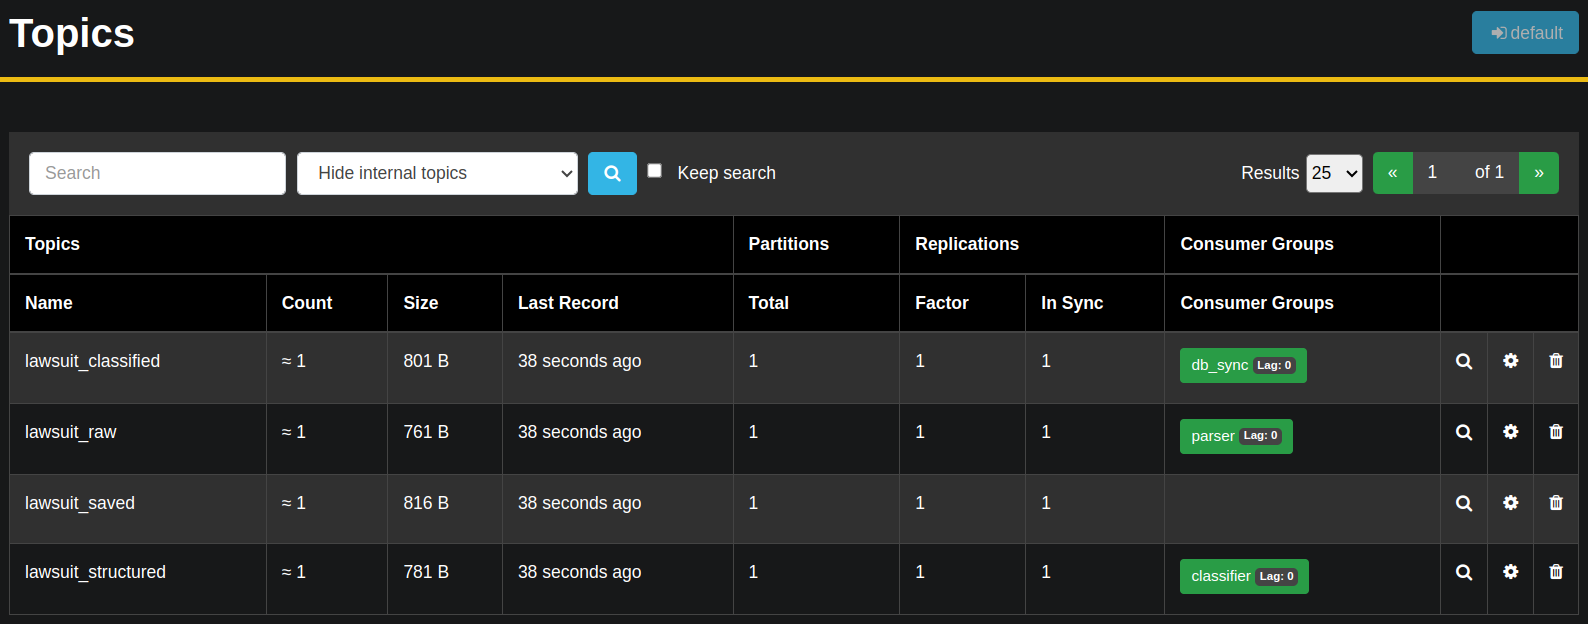 Topics
default
Search Hide internal topics Keep search Results 25 « 1 of 1 »
Topics Partitions Replications Consumer Groups
Name Count Size Last Record Total Factor In Sync Consumer Groups
lawsuit_classified ≈ 1 801 B 38 seconds ago 1 1 1 db_sync Lag: 0
lawsuit_raw ≈ 1 761 B 38 seconds ago 1 1 1 parser Lag: 0
lawsuit_saved ≈ 1 816 B 38 seconds ago 1 1 1
lawsuit_structured ≈ 1 781 B 38 seconds ago 1 1 1 classifier Lag: 0